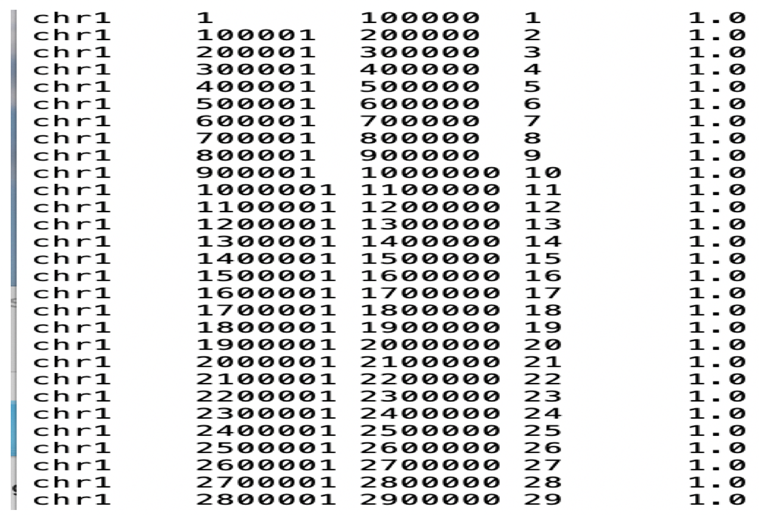 chr1 1 100000 1 1.0
chr1 100001 200000 2 1.0
chr1 200001 300000 3 1.0
chr1 300001 400000 4 1.0
chr1 400001 500000 5 1.0
chr1 500001 600000 6 1.0
chr1 600001 700000 7 1.0
chr1 700001 800000 8 1.0
chr1 800001 900000 9 1.0
chr1 900001 1000000 10 1.0
chr1 1000001 1100000 11 1.0
chr1 1100001 1200000 12 1.0
chr1 1200001 1300000 13 1.0
chr1 1300001 1400000 14 1.0
chr1 1400001 1500000 15 1.0
chr1 1500001 1600000 16 1.0
chr1 1600001 1700000 17 1.0
chr1 1700001 1800000 18 1.0
chr1 1800001 1900000 19 1.0
chr1 1900001 2000000 20 1.0
chr1 2000001 2100000 21 1.0
chr1 2100001 2200000 22 1.0
chr1 2200001 2300000 23 1.0
chr1 2300001 2400000 24 1.0
chr1 2400001 2500000 25 1.0
chr1 2500001 2600000 26 1.0
chr1 2600001 2700000 27 1.0
chr1 2700001 2800000 28 1.0
chr1 2800001 2900000 29 1.0